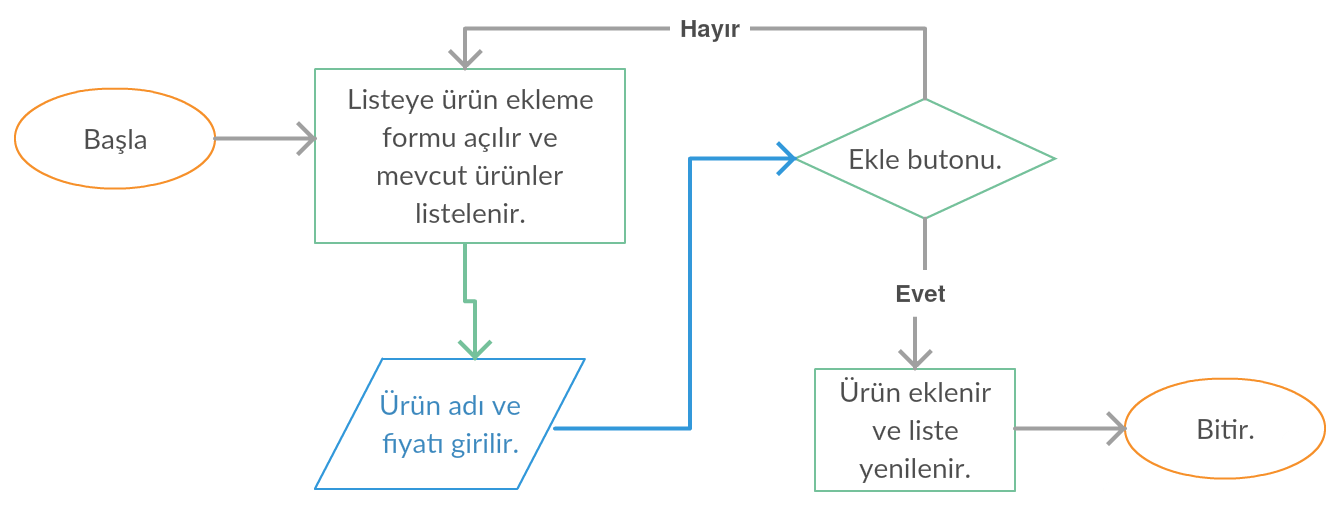 Hayır
Başla
Listeye ürün ekleme
formu açılır ve
mevcut ürünler
listelenir.
Ekle butonu.
Evet
Ürün adı ve
fiyatı girilir.
Ürün eklenir
ve liste
yenilenir.
Bitir.